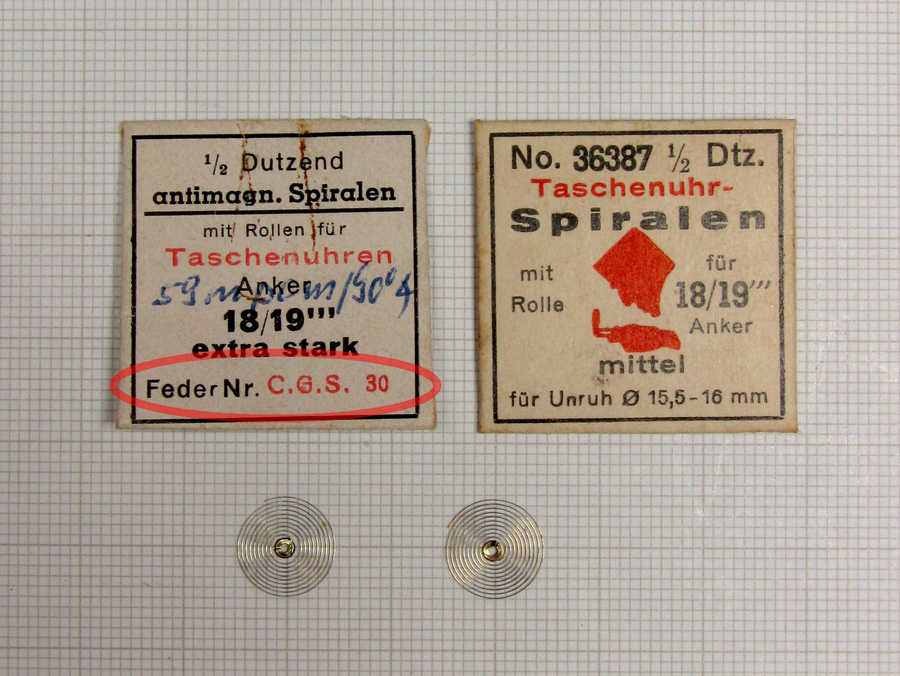 ½ Dutzend
antimagn. Spiralen
mit Rollen für
Taschenuhren
Anker
18/19'''
extra stark
Feder Nr. C.G.S. 30
No. 36387 ½ Dtz.
Taschenuhr-
Spiralen
mit
Rolle
für
18/19'''
Anker
mittel
für Unruh Ø 15,5-16 mm